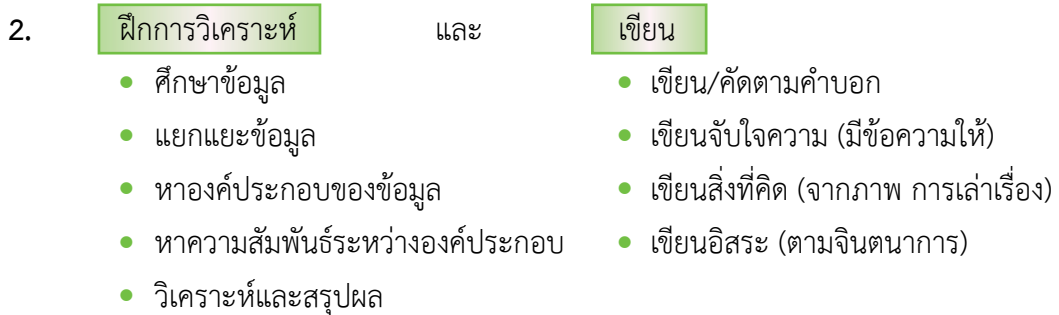 2. ฝึกการวิเคราะห์ และ เขียน
• ศึกษาข้อมูล • เขียน/คัดตามคำบอก
• แยกแยะข้อมูล • เขียนจับใจความ (มีข้อความให้)
• หาองค์ประกอบของข้อมูล • เขียนสิ่งที่คิด (จากภาพ การเล่าเรื่อง)
• หาความสัมพันธ์ระหว่างองค์ประกอบ • เขียนอิสระ (ตามจินตนาการ)
• วิเคราะห์และสรุปผล